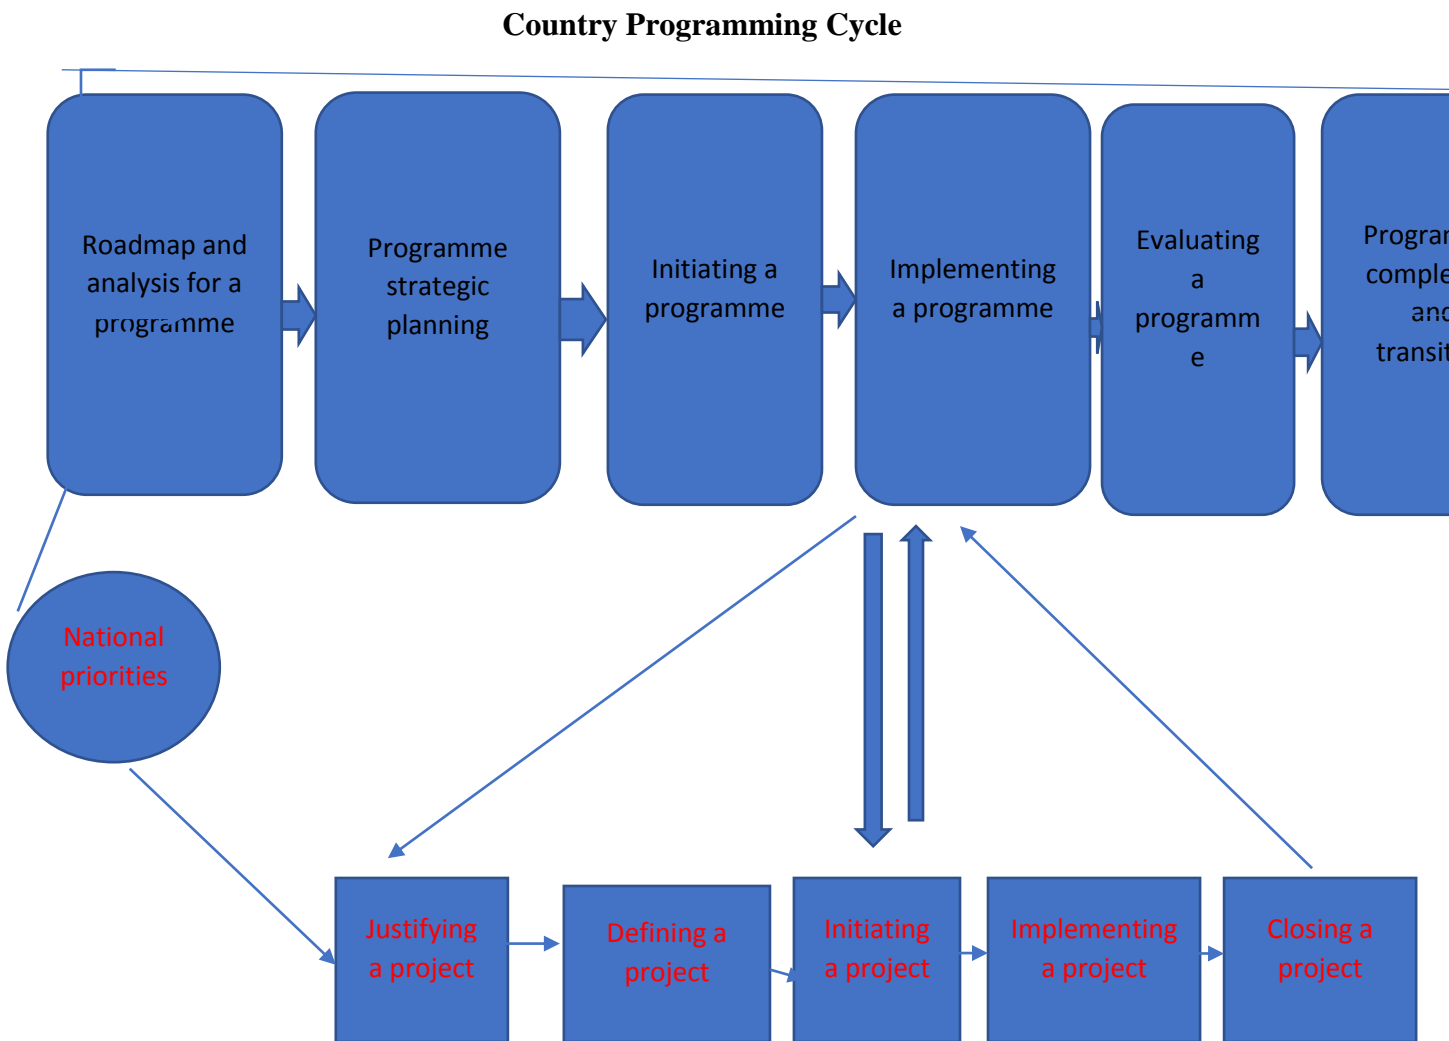 Country Programming Cycle
Roadmap and
analysis for a
programme
Programme
strategic
planning
Initiating a
programme
Implementing
a programme
Evaluating
a
programm
e
and
National
priorities
Justifying
a project
Defining a
project
Initiating
a project
Implementing
a project
Closing a
project